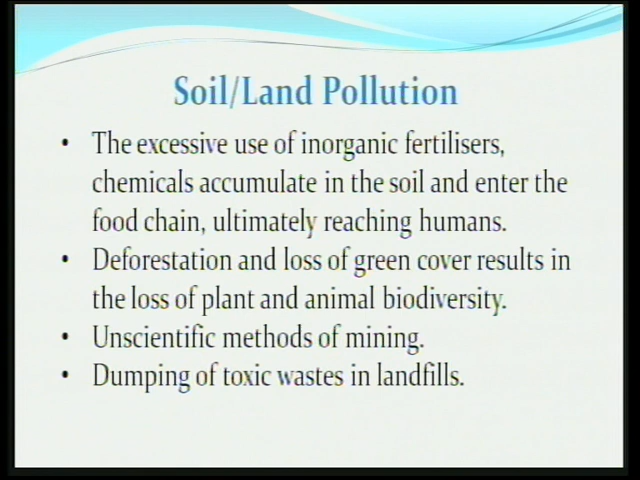 Soil/Land Pollution
• The excessive use of inorganic fertilisers,
chemicals accumulate in the soil and enter the
food chain, ultimately reaching humans.
• Deforestation and loss of green cover results in
the loss of plant and animal biodiversity.
• Unscientific methods of mining.
• Dumping of toxic wastes in landfills.